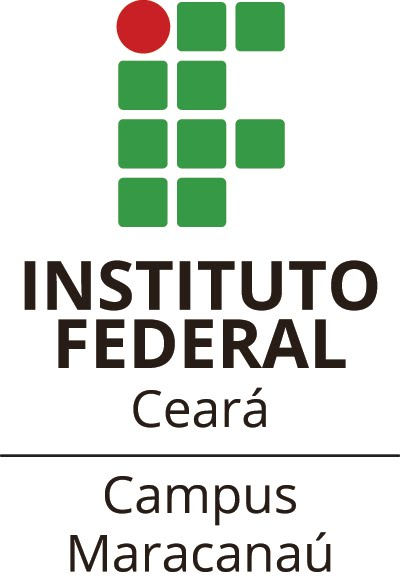 INSTITUTO
FEDERAL
Ceará
Campus
Maracanaú